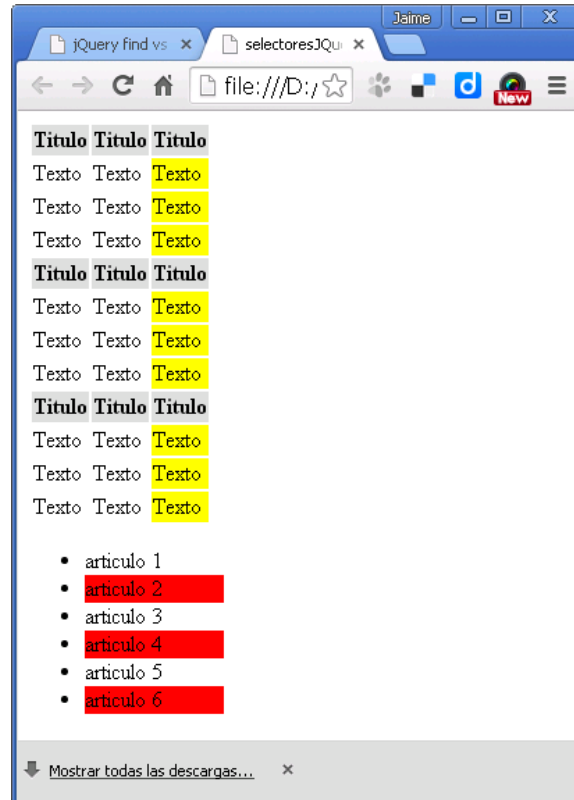 Jaime
jQuery find vs
selectoresJQu
file:///D:/
New
Titulo Titulo Titulo
Texto Texto Texto
Texto Texto Texto
Texto Texto Texto
Titulo Titulo Titulo
Texto Texto Texto
Texto Texto Texto
Texto Texto Texto
Titulo Titulo Titulo
Texto Texto Texto
Texto Texto Texto
Texto Texto Texto
articulo 1
articulo 2
articulo 3
articulo 4
articulo 5
articulo 6
Mostrar todas las descargas...